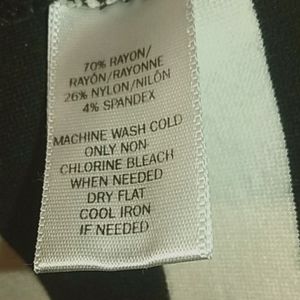 70% RAYON/
RAYÓN/RAYONNE
26% NYLON/NILÓN
4% SPANDEX
MACHINE WASH COLD
ONLY NON
CHLORINE BLEACH
WHEN NEEDED
DRY FLAT
COOL IRON
IF NEEDED